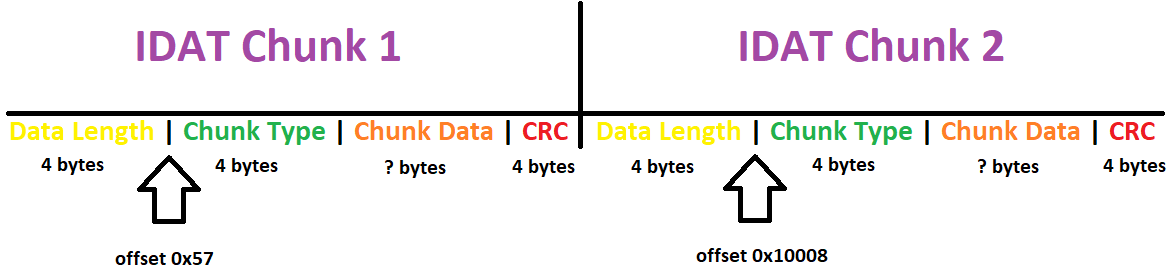 IDAT Chunk 1 IDAT Chunk 2
Data Length | Chunk Type | Chunk Data | CRC Data Length | Chunk Type | Chunk Data | CRC
4 bytes 4 bytes ? bytes 4 bytes 4 bytes 4 bytes ? bytes 4 bytes
offset 0x57 offset 0x10008